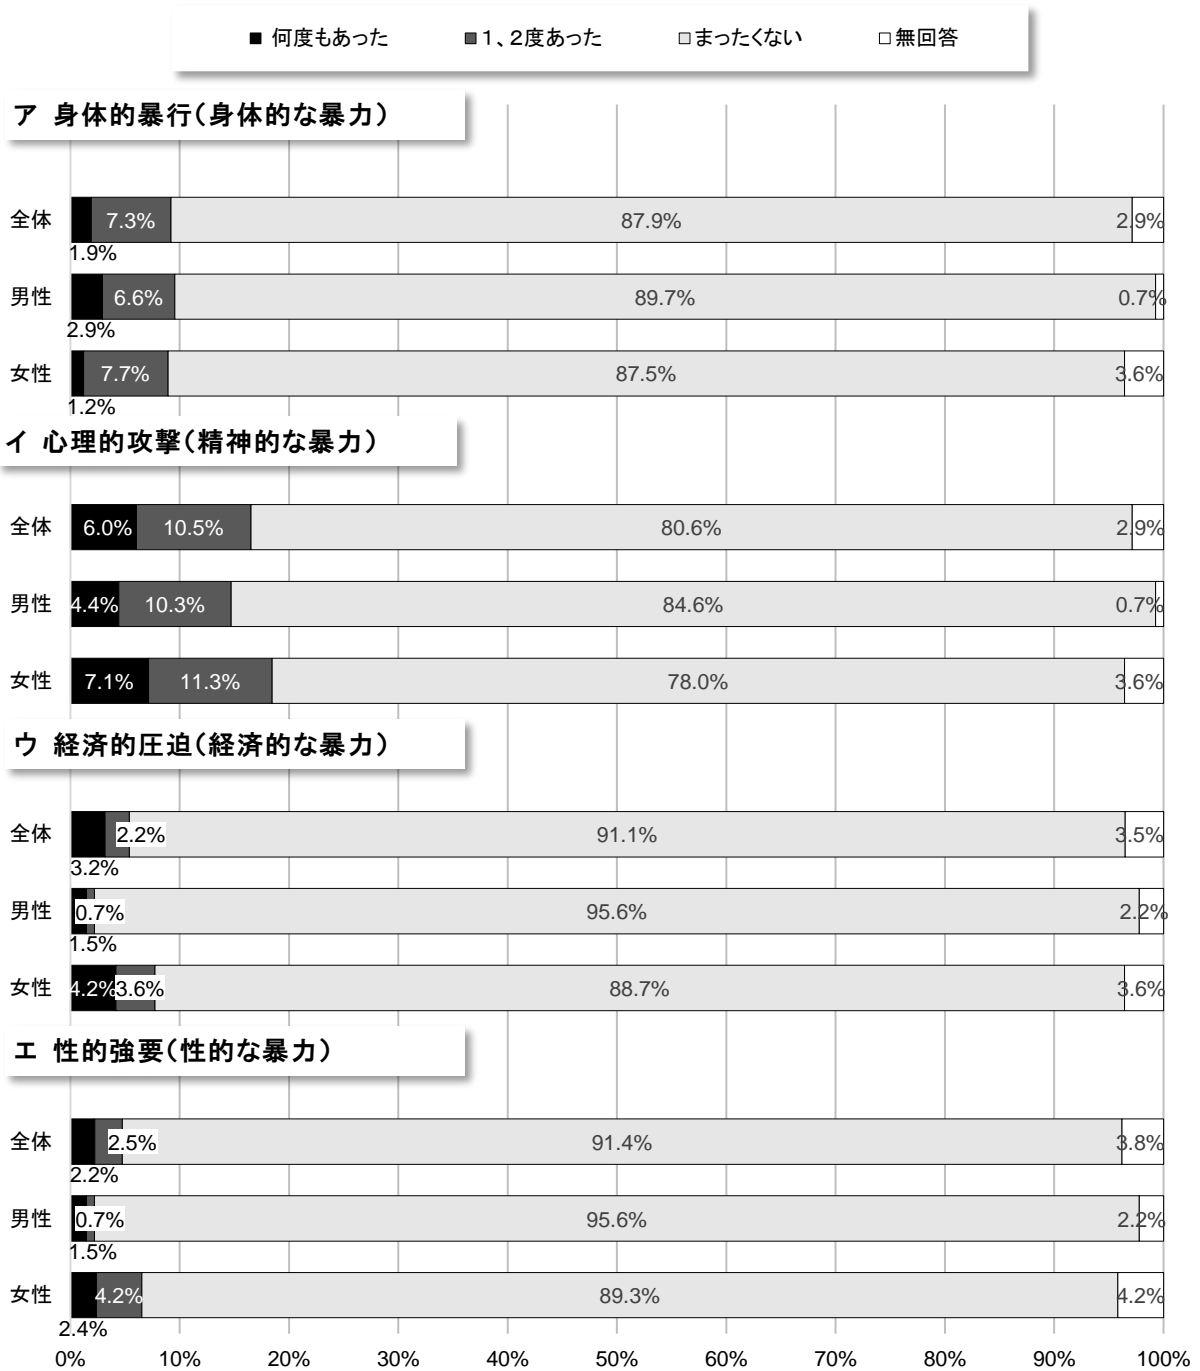 ■ 何度もあった ■１、２度あった □まったくない □無回答
ア 身体的暴行（身体的な暴力）
全体 7.3% 87.9% 2.9%
1.9%
男性 6.6% 89.7% 0.7%
2.9%
女性 7.7% 87.5% 3.6%
1.2%
イ 心理的攻撃（精神的な暴力）
全体 6.0% 10.5% 80.6% 2.9%
男性 4.4% 10.3% 84.6% 0.7%
女性 7.1% 11.3% 78.0% 3.6%
ウ 経済的圧迫（経済的な暴力）
全体 2.2% 91.1% 3.5%
3.2%
男性 0.7% 95.6% 2.2%
1.5%
女性 4.2% 3.6% 88.7% 3.6%
エ 性的強要（性的な暴力）
全体 2.5% 91.4% 3.8%
2.2%
男性 0.7% 95.6% 2.2%
1.5%
女性 4.2% 89.3% 4.2%
2.4%
0% 10% 20% 30% 40% 50% 60% 70% 80% 90% 100%